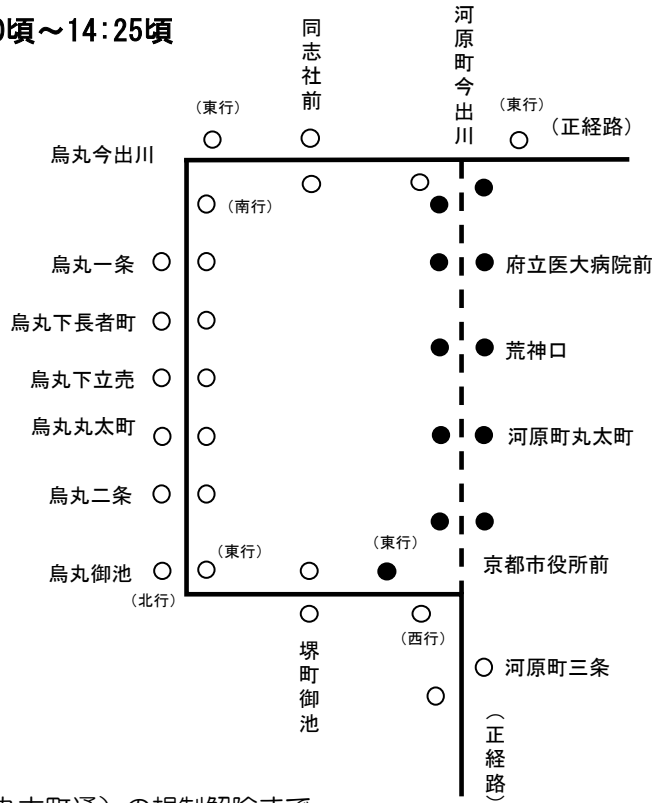 0頃～14:25頃
同志社前
河原町今出川
（東行）
（東行）
（正経路）
烏丸今出川
（南行）
烏丸一条
府立医大病院前
烏丸下長者町
荒神口
烏丸下立売
烏丸丸太町
河原町丸太町
烏丸二条
（東行）
（東行）
烏丸御池
京都市役所前
（北行）
（西行）
堺町御池
河原町三条
（正経路）
丸太町通）の規制解除まで